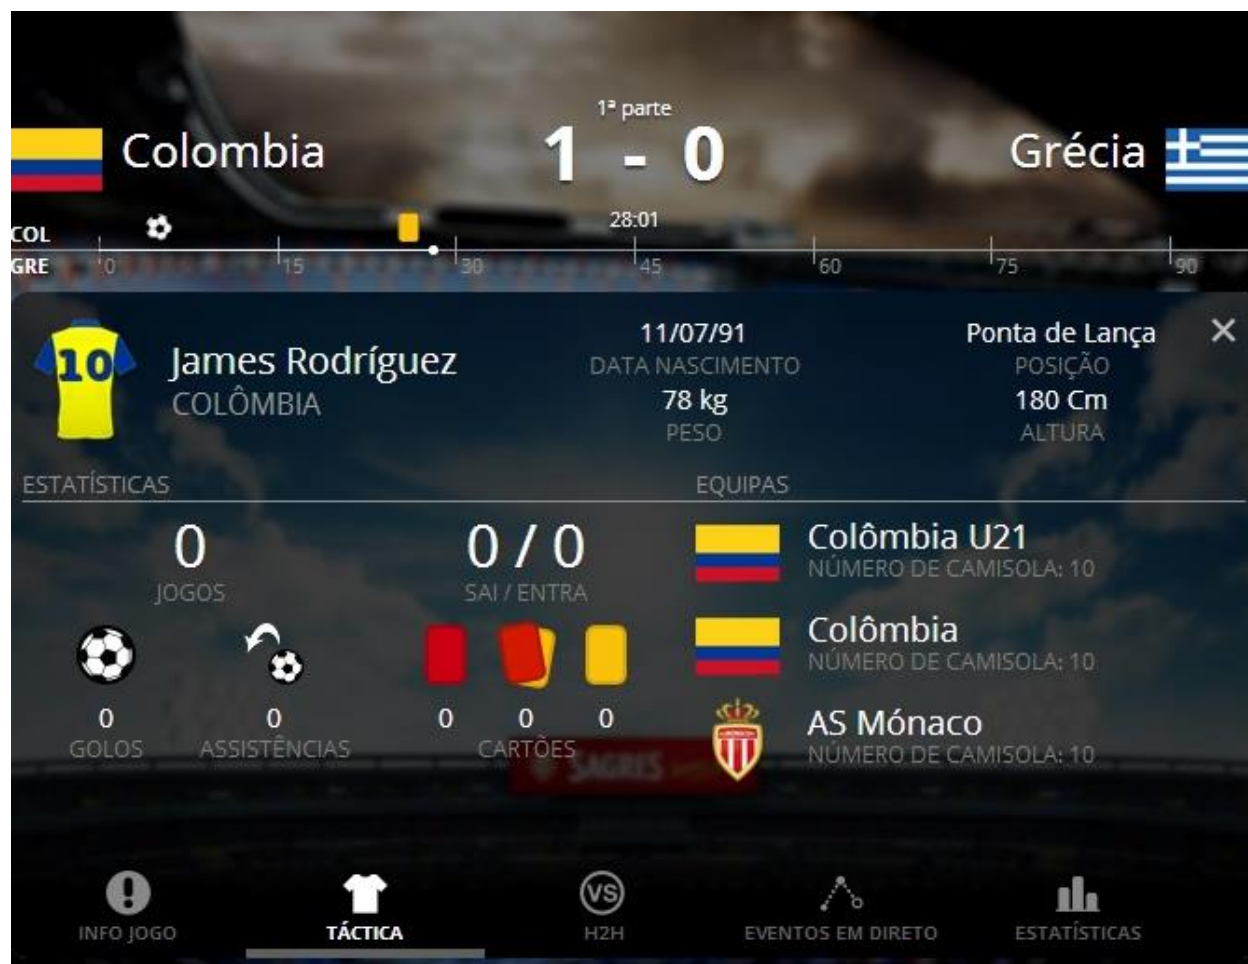 1ª parte
Colombia 1 - 0 Grécia
28:01
COL
GRE 0 15 30 45 60 75 90
10
James Rodríguez
COLÔMBIA
11/07/91
DATA NASCIMENTO
78 kg
PESO
Ponta de Lança
POSIÇÃO
180 Cm
ALTURA
ESTATÍSTICAS
0
JOGOS
0 / 0
SAI / ENTRA
0
GOLOS
0
ASSISTÊNCIAS
0 0 0
CARTÕES
EQUIPAS
Colômbia U21
NÚMERO DE CAMISOLA: 10
Colômbia
NÚMERO DE CAMISOLA: 10
AS Mónaco
NÚMERO DE CAMISOLA: 10
SAGRES
INFO JOGO
TÁCTICA
VS
H2H
EVENTOS EM DIRETO
ESTATÍSTICAS